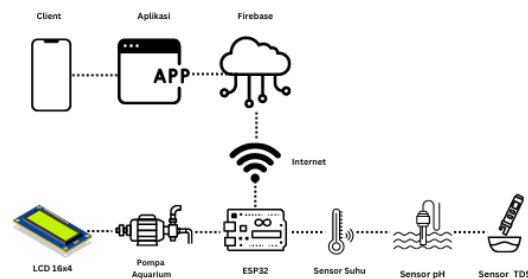 Client
Aplikasi
Firebase
APP
Internet
LCD 16x4
Pompa
Aquarium
ESP32
Sensor Suhu
Sensor pH
Sensor TDS